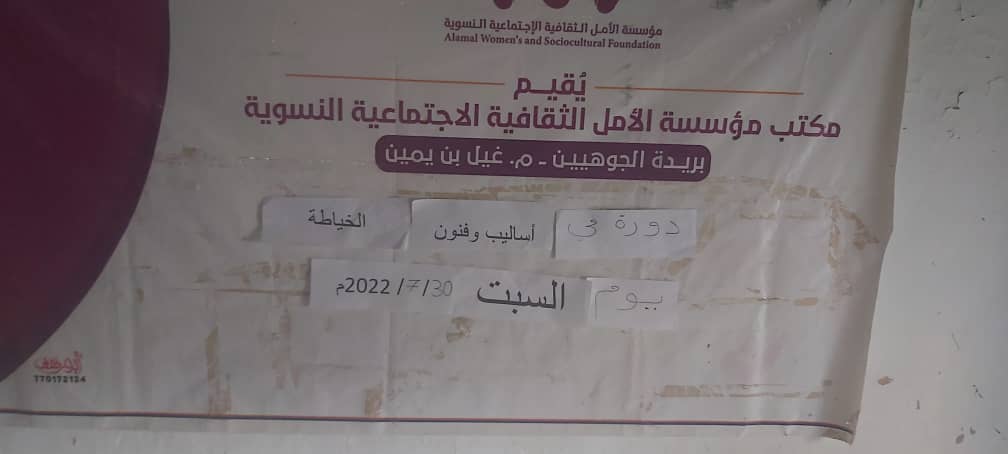 مؤسسة الأمل الثقافية الإجتماعية النسوية
Alamal Women's and Sociocultural Foundation
يُقيم
مكتب مؤسسة الأمل الثقافية الاجتماعية النسوية
بريدة الجوهيين - م. غيل بن يمين
دورة في أساليب وفنون الخياطة
يوم السبت 30/7/2022م
770172124